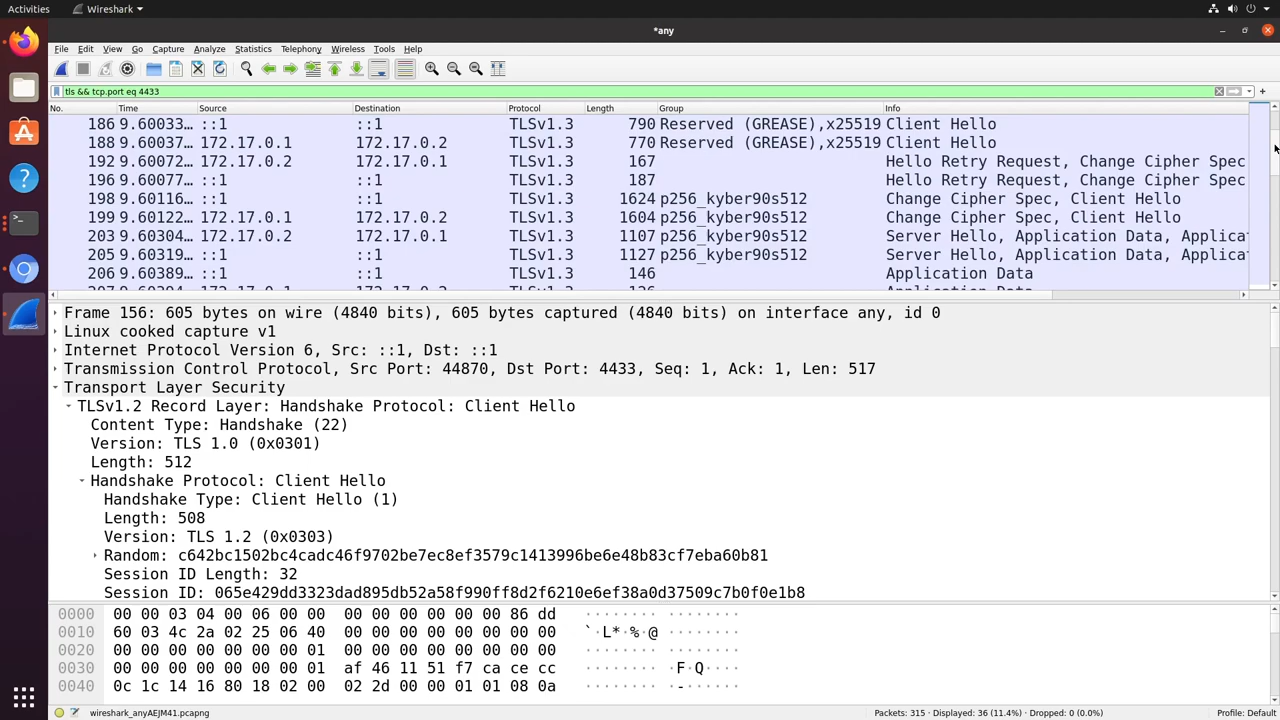 Activities Wireshark
*any
File Edit View Go Capture Analyze Statistics Telephony Wireless Tools Help
tls && tcp.port eq 4433
No. Time Source Destination Protocol Length Group Info
186 9.60033… ::1 ::1 TLSv1.3 790 Reserved (GREASE),x25519 Client Hello
188 9.60037… 172.17.0.1 172.17.0.2 TLSv1.3 770 Reserved (GREASE),x25519 Client Hello
192 9.60072… 172.17.0.2 172.17.0.1 TLSv1.3 167 Hello Retry Request, Change Cipher Spec
196 9.60077… ::1 ::1 TLSv1.3 187 Hello Retry Request, Change Cipher Spec
198 9.60116… ::1 ::1 TLSv1.3 1624 p256_kyber90s512 Change Cipher Spec, Client Hello
199 9.60122… 172.17.0.1 172.17.0.2 TLSv1.3 1604 p256_kyber90s512 Change Cipher Spec, Client Hello
203 9.60304… 172.17.0.2 172.17.0.1 TLSv1.3 1107 p256_kyber90s512 Server Hello, Application Data, Applica
205 9.60319… ::1 ::1 TLSv1.3 1127 p256_kyber90s512 Server Hello, Application Data, Applica
206 9.60389… ::1 ::1 TLSv1.3 146 Application Data
Frame 156: 605 bytes on wire (4840 bits), 605 bytes captured (4840 bits) on interface any, id 0
Linux cooked capture v1
Internet Protocol Version 6, Src: ::1, Dst: ::1
Transmission Control Protocol, Src Port: 44870, Dst Port: 4433, Seq: 1, Ack: 1, Len: 517
Transport Layer Security
TLSv1.2 Record Layer: Handshake Protocol: Client Hello
Content Type: Handshake (22)
Version: TLS 1.0 (0x0301)
Length: 512
Handshake Protocol: Client Hello
Handshake Type: Client Hello (1)
Length: 508
Version: TLS 1.2 (0x0303)
Random: c642bc1502bc4cadc46f9702be7ec8ef3579c1413996be6e48b83cf7eba60b81
Session ID Length: 32
Session ID: 065e429dd3323dad895db52a58f990ff8d2f6210e6ef38a0d37509c7b0f0e1b8
0000 00 00 03 04 00 06 00 00 00 00 00 00 00 00 86 dd ········ ········
0010 60 03 4c 2a 02 25 06 40 00 00 00 00 00 00 00 00 `·L*·%·@ ········
0020 00 00 00 00 00 00 00 01 00 00 00 00 00 00 00 00 ········ ········
0030 00 00 00 00 00 00 00 01 af 46 11 51 f7 ca ce cc ········ ·F·Q····
0040 0c 1c 14 16 80 18 02 00 02 2d 00 00 01 01 08 0a ········ ·-······
wireshark_anyAEJM41.pcapng Packets: 315 · Displayed: 36 (11.4%) · Dropped: 0 (0.0%) Profile: Default